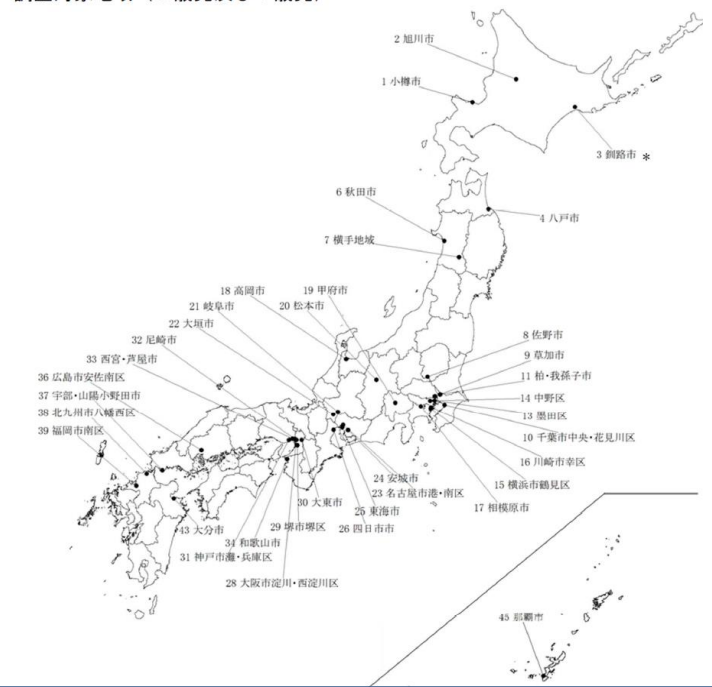 2 旭川市
1 小樽市
3 釧路市 *
6 秋田市
4 八戸市
7 横手地域
18 高岡市
19 甲府市
20 松本市
21 岐阜市
22 大垣市
32 尼崎市
33 西宮・芦屋市
36 広島市安佐南区
37 宇部・山陽小野田市
38 北九州市八幡西区
39 福岡市南区
8 佐野市
9 草加市
11 柏・我孫子市
14 中野区
13 墨田区
10 千葉市中央・花見川区
16 川崎市幸区
15 横浜市鶴見区
17 相模原市
24 安城市
23 名古屋市港・南区
30 大東市
25 東海市
26 四日市市
29 堺市堺区
43 大分市
34 和歌山市
31 神戸市灘・兵庫区
28 大阪市淀川・西淀川区
45 那覇市